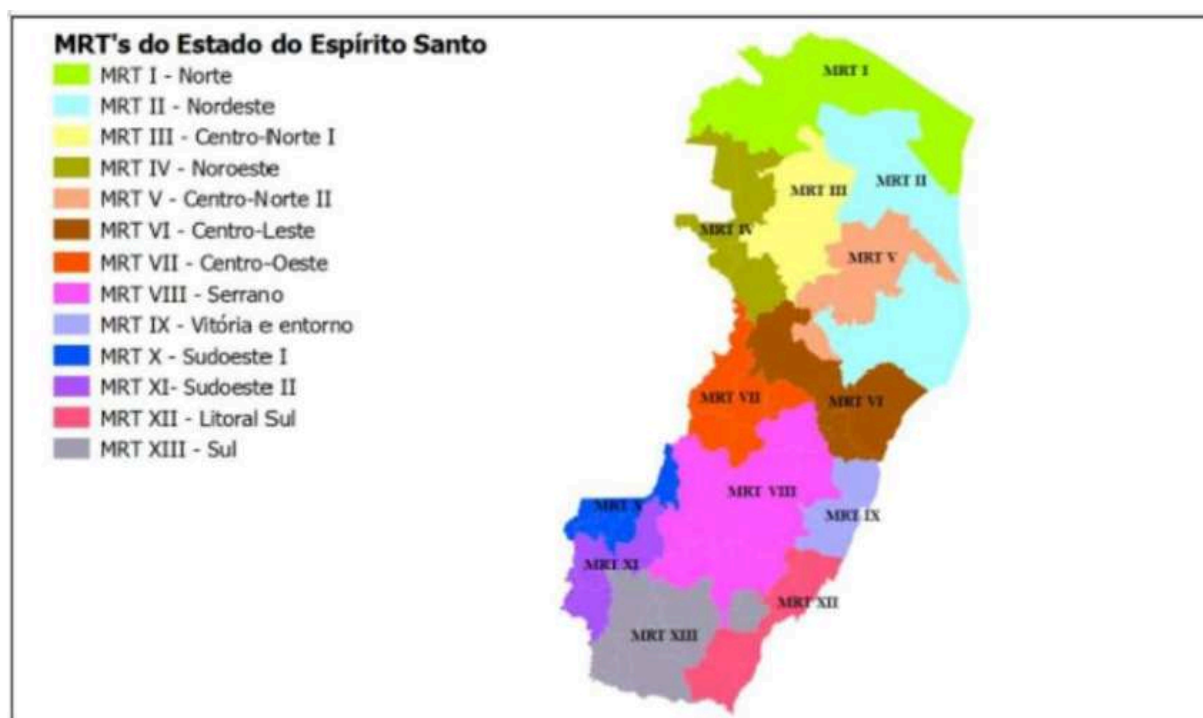 MRT's do Estado do Espírito Santo
MRT I - Norte
MRT II - Nordeste
MRT III - Centro-Norte I
MRT IV - Noroeste
MRT V - Centro-Norte II
MRT VI - Centro-Leste
MRT VII - Centro-Oeste
MRT VIII - Serrano
MRT IX - Vitória e entorno
MRT X - Sudoeste I
MRT XI- Sudoeste II
MRT XII - Litoral Sul
MRT XIII - Sul
MRT I
MRT II
MRT III
MRT IV
MRT V
MRT VI
MRT VII
MRT VIII
MRT IX
MRT X
MRT XI
MRT XII
MRT XIII